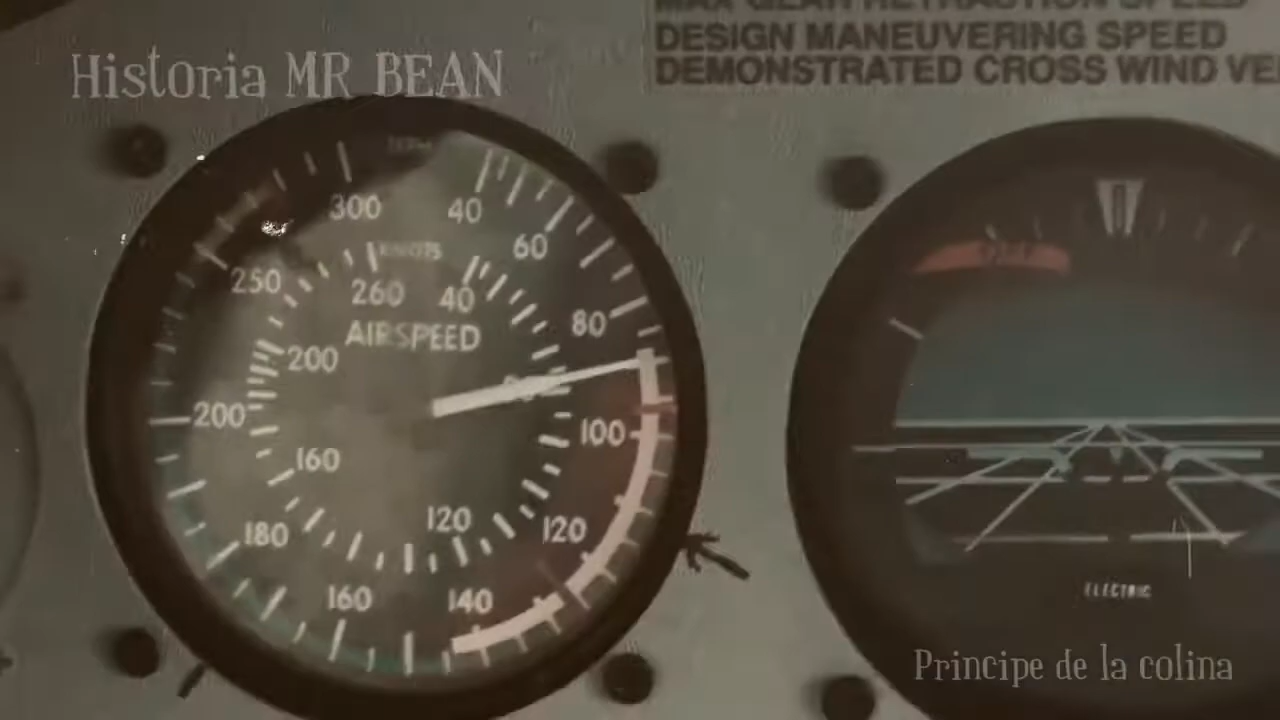 MAX GEAR RETRACTION SPEED
Historia MR BEAN
DESIGN MANEUVERING SPEED
DEMONSTRATED CROSS WIND VE
300
40
60
KNOTS
250
260
40
80
AIRSPEED
200
200
100
160
120
120
180
160
140
ELECTRIC
Principe de la colina